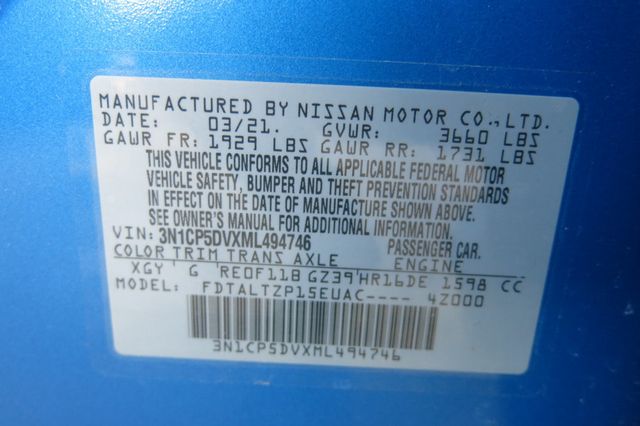 MANUFACTURED BY NISSAN MOTOR CO., LTD.
DATE: 03/21. GVWR: 3660 LBS
GAWR FR: 1929 LBS GAWR RR: 1731 LBS
THIS VEHICLE CONFORMS TO ALL APPLICABLE FEDERAL MOTOR
VEHICLE SAFETY, BUMPER AND THEFT PREVENTION STANDARDS
IN EFFECT ON THE DATE OF MANUFACTURE SHOWN ABOVE.
SEE OWNER'S MANUAL FOR ADDITIONAL INFORMATION.
VIN: 3N1CP5DVXML494746 PASSENGER CAR.
COLOR TRIM TRANS AXLE ENGINE
XGY G RE0F11B GZ39 HR16DE 1598 CC
MODEL: FDTALTZP15EUAC---- 4Z000
3N1CP5DVXML494746